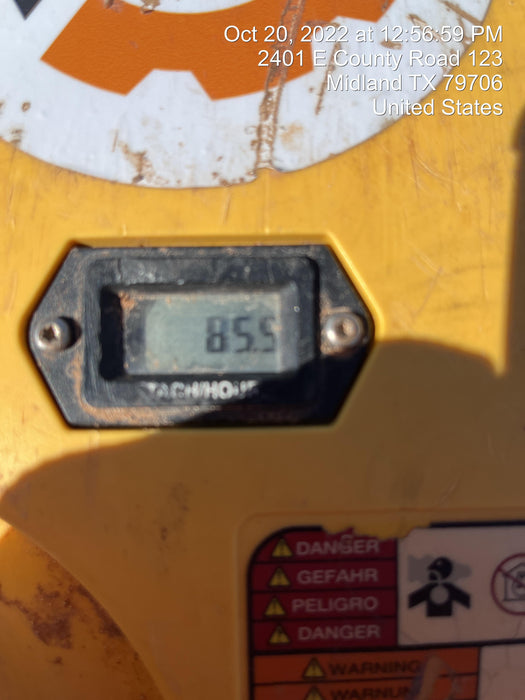 Oct 20, 2022 at 12:56:59 PM
2401 E County Road 123
Midland TX 79706
United States
85.5
TACH/HOUR
DANGER
GEFAHR
PELIGRO
DANGER
WARNING
WARNUNG